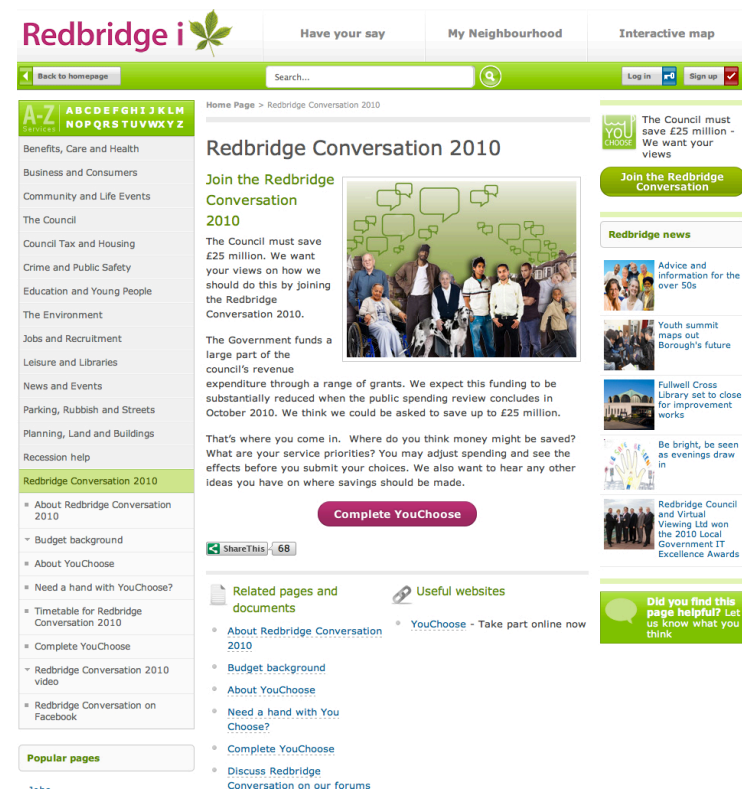 Redbridge i
Have your say
My Neighbourhood
Interactive map
Back to homepage
Search...
Log in
Sign up
A-Z
Services
A B C D E F G H I J K L M
N O P Q R S T U V W X Y Z
Benefits, Care and Health
Business and Consumers
Community and Life Events
The Council
Council Tax and Housing
Crime and Public Safety
Education and Young People
The Environment
Jobs and Recruitment
Leisure and Libraries
News and Events
Parking, Rubbish and Streets
Planning, Land and Buildings
Recession help
Redbridge Conversation 2010
About Redbridge Conversation
2010
Budget background
About YouChoose
Need a hand with YouChoose?
Timetable for Redbridge
Conversation 2010
Complete YouChoose
Redbridge Conversation 2010
video
Redbridge Conversation on
Facebook
Popular pages
Jobs
Home Page > Redbridge Conversation 2010
Redbridge Conversation 2010
Join the Redbridge
Conversation
2010
The Council must save
£25 million. We want
your views on how we
should do this by joining
the Redbridge
Conversation 2010.
The Government funds a
large part of the
council's revenue
expenditure through a range of grants. We expect this funding to be
substantially reduced when the public spending review concludes in
October 2010. We think we could be asked to save up to £25 million.
That's where you come in. Where do you think money might be saved?
What are your service priorities? You may adjust spending and see the
effects before you submit your choices. We also want to hear any other
ideas you have on where savings should be made.
Complete YouChoose
ShareThis
68
Related pages and
documents
About Redbridge Conversation
2010
Budget background
About YouChoose
Need a hand with You
Choose?
Complete YouChoose
Discuss Redbridge
Conversation on our forums
Useful websites
YouChoose - Take part online now
YOU
CHOOSE
The Council must
save £25 million -
We want your
views
Join the Redbridge
Conversation
Redbridge news
Advice and
information for the
over 50s
Youth summit
maps out
Borough's future
Fullwell Cross
Library set to close
for improvement
works
Be bright, be seen
as evenings draw
in
Redbridge Council
and Virtual
Viewing Ltd won
the 2010 Local
Government IT
Excellence Awards
Did you find this
page helpful? Let
us know what you
think